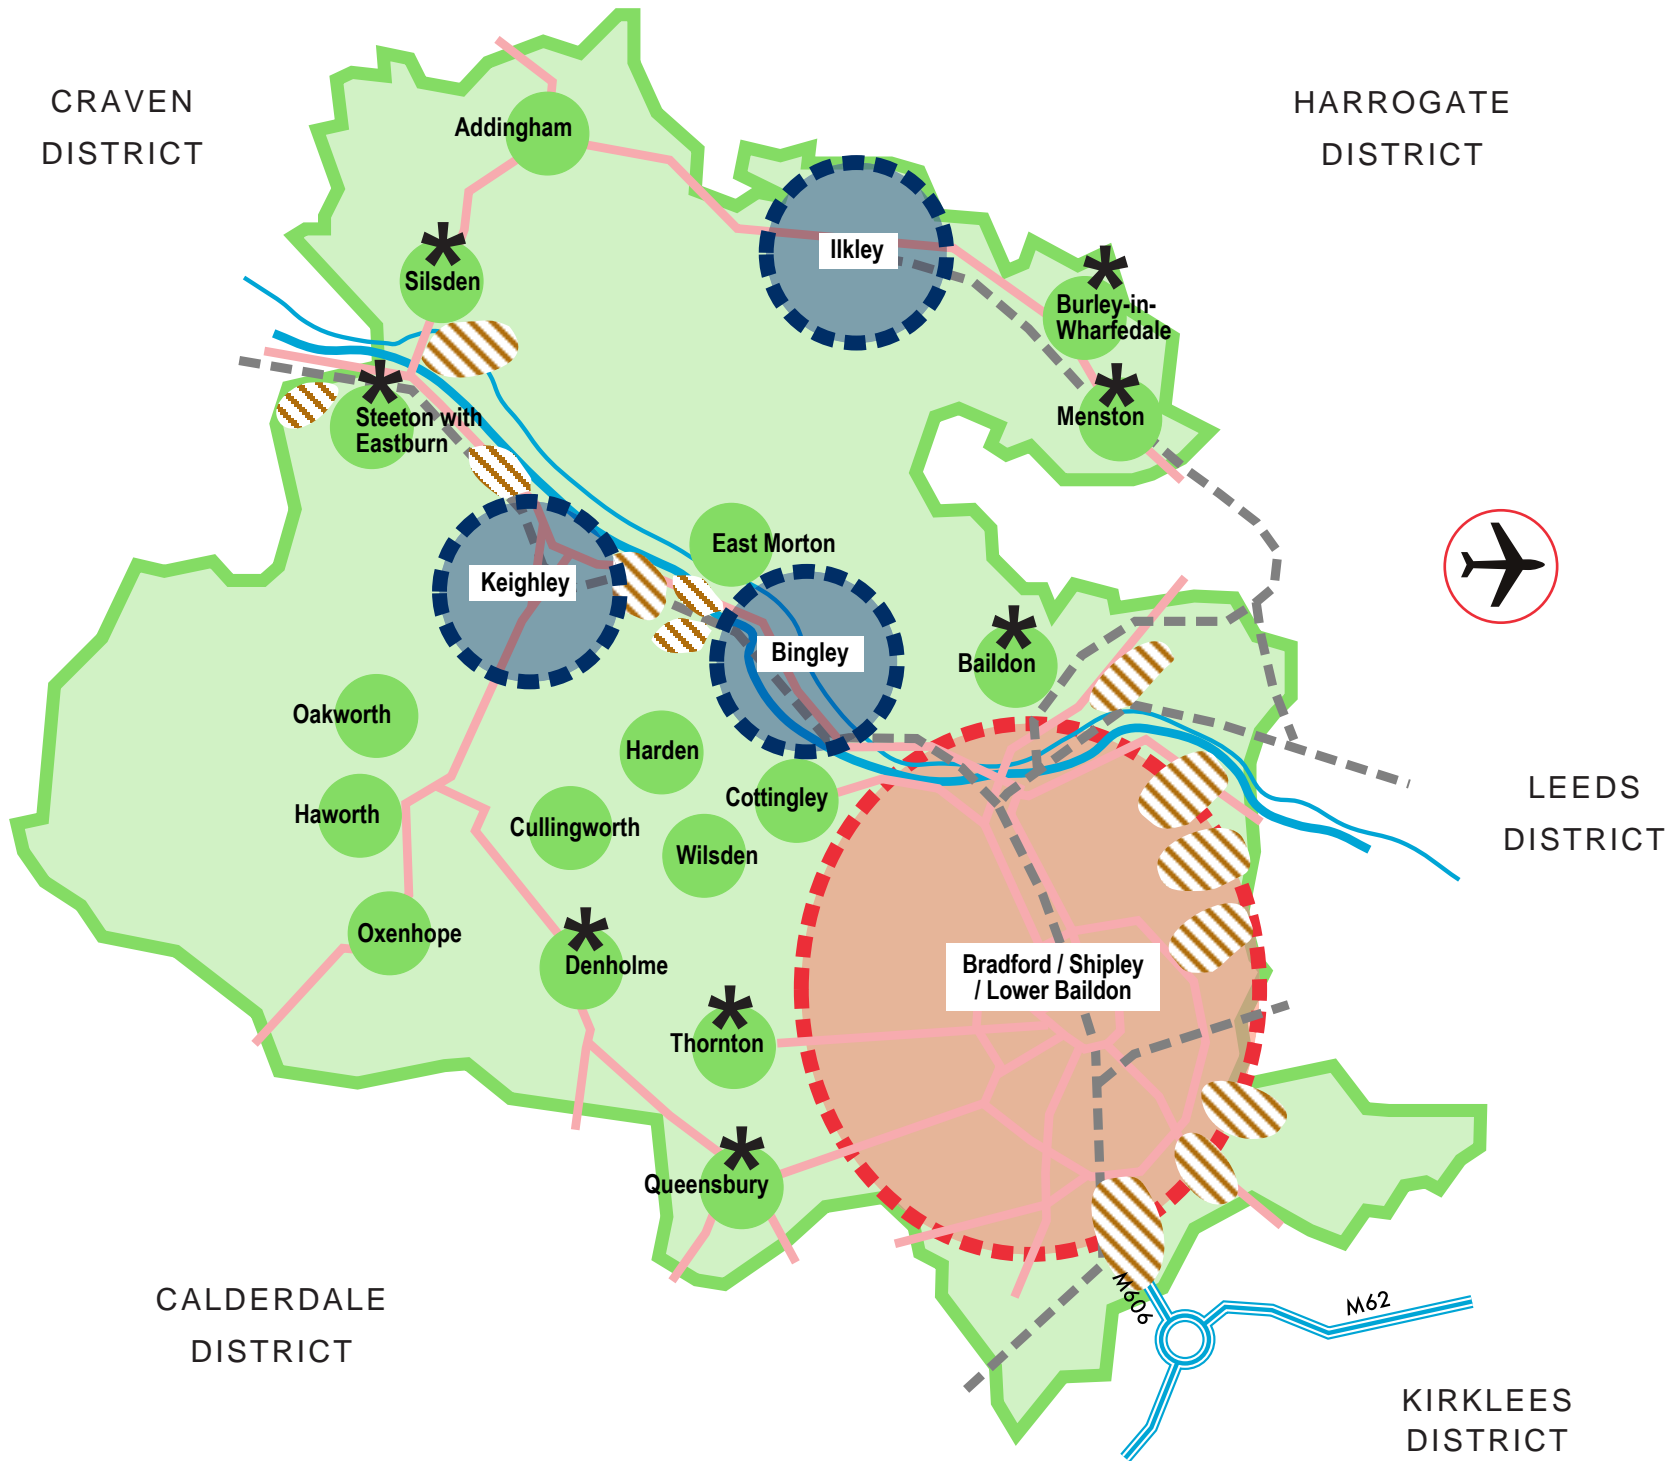 CRAVEN
DISTRICT
HARROGATE
DISTRICT
Addingham
Ilkley
*
Silsden
*
Burley-in-
Wharfedale
*
Steeton with
Eastburn
*
Menston
East Morton
Keighley
Bingley
*
Baildon
Oakworth
Harden
Haworth
Cullingworth
Cottingley
Wilsden
LEEDS
DISTRICT
Oxenhope
*
Denholme
Bradford / Shipley
/ Lower Baildon
*
Thornton
*
Queensbury
CALDERDALE
DISTRICT
M606
M62
KIRKLEES
DISTRICT